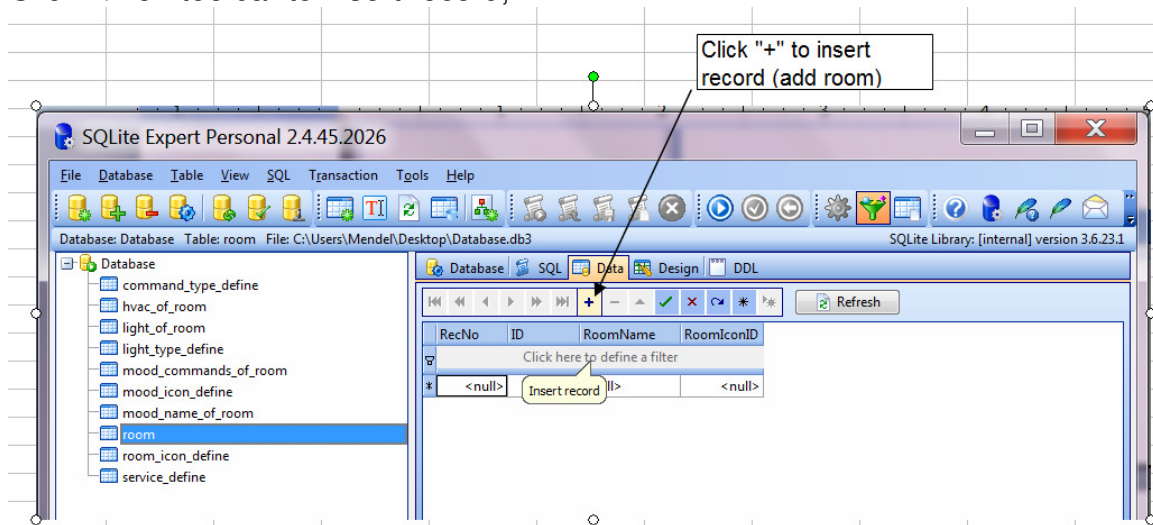 Click "+" to insert
record (add room)
SQLite Expert Personal 2.4.45.2026
File Database Table View SQL Transaction Tools Help
Database: Database Table: room File: C:\Users\Mendel\Desktop\Database.db3 SQLite Library: [internal] version 3.6.23.1
Database
command_type_define
hvac_of_room
light_of_room
light_type_define
mood_commands_of_room
mood_icon_define
mood_name_of_room
room
room_icon_define
service_define
Database SQL Data Design DDL
Refresh
RecNo ID RoomName RoomIconID
Click here to define a filter
<null> <null>
Insert record